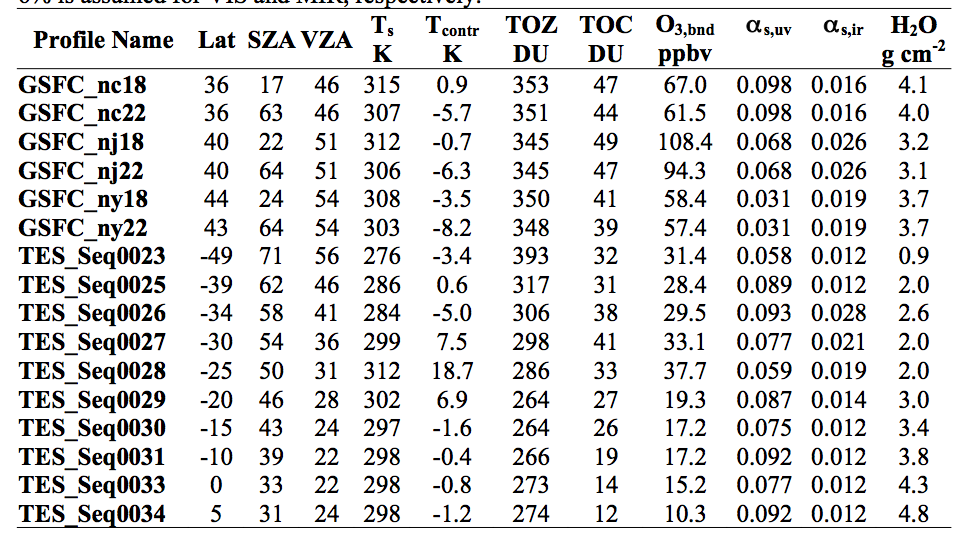 6% is assumed for VIS and MIR, respectively.
Profile Name Lat SZA VZA Ts K Tcontr K TOZ DU TOC DU O3,bnd ppbv αs,uv αs,ir H2O g cm-2
GSFC_nc18 36 17 46 315 0.9 353 47 67.0 0.098 0.016 4.1
GSFC_nc22 36 63 46 307 -5.7 351 44 61.5 0.098 0.016 4.0
GSFC_nj18 40 22 51 312 -0.7 345 49 108.4 0.068 0.026 3.2
GSFC_nj22 40 64 51 306 -6.3 345 47 94.3 0.068 0.026 3.1
GSFC_ny18 44 24 54 308 -3.5 350 41 58.4 0.031 0.019 3.7
GSFC_ny22 43 64 54 303 -8.2 348 39 57.4 0.031 0.019 3.7
TES_Seq0023 -49 71 56 276 -3.4 393 32 31.4 0.058 0.012 0.9
TES_Seq0025 -39 62 46 286 0.6 317 31 28.4 0.089 0.012 2.0
TES_Seq0026 -34 58 41 284 -5.0 306 38 29.5 0.093 0.028 2.6
TES_Seq0027 -30 54 36 299 7.5 298 41 33.1 0.077 0.021 2.0
TES_Seq0028 -25 50 31 312 18.7 286 33 37.7 0.059 0.019 2.0
TES_Seq0029 -20 46 28 302 6.9 264 27 19.3 0.087 0.014 3.0
TES_Seq0030 -15 43 24 297 -1.6 264 26 17.2 0.075 0.012 3.4
TES_Seq0031 -10 39 22 298 -0.4 266 19 17.2 0.092 0.012 3.8
TES_Seq0033 0 33 22 298 -0.8 273 14 15.2 0.077 0.012 4.3
TES_Seq0034 5 31 24 298 -1.2 274 12 10.3 0.092 0.012 4.8